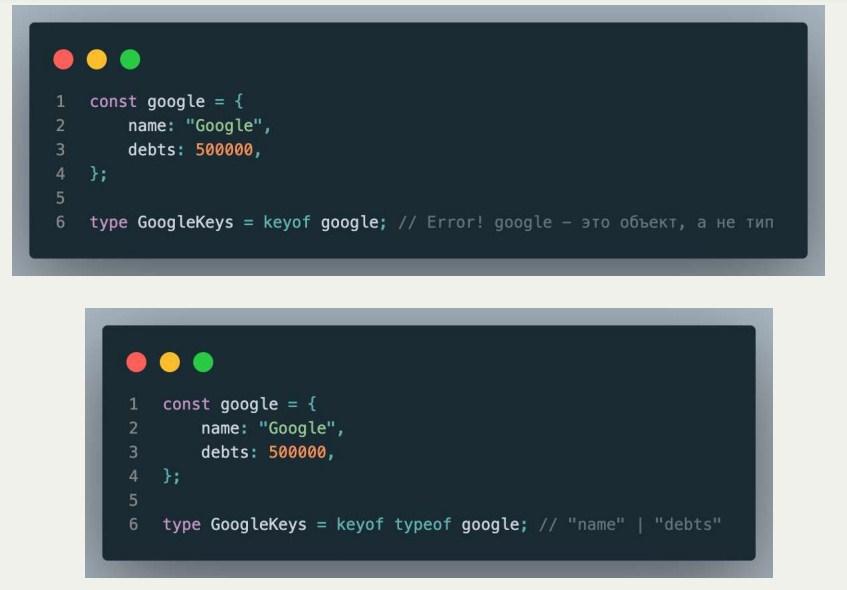 1 const google = {
2 name: "Google",
3 debts: 500000,
4 };
5
6 type GoogleKeys = keyof google; // Error! google – это объект, а не тип
1 const google = {
2 name: "Google",
3 debts: 500000,
4 };
5
6 type GoogleKeys = keyof typeof google; // "name" | "debts"